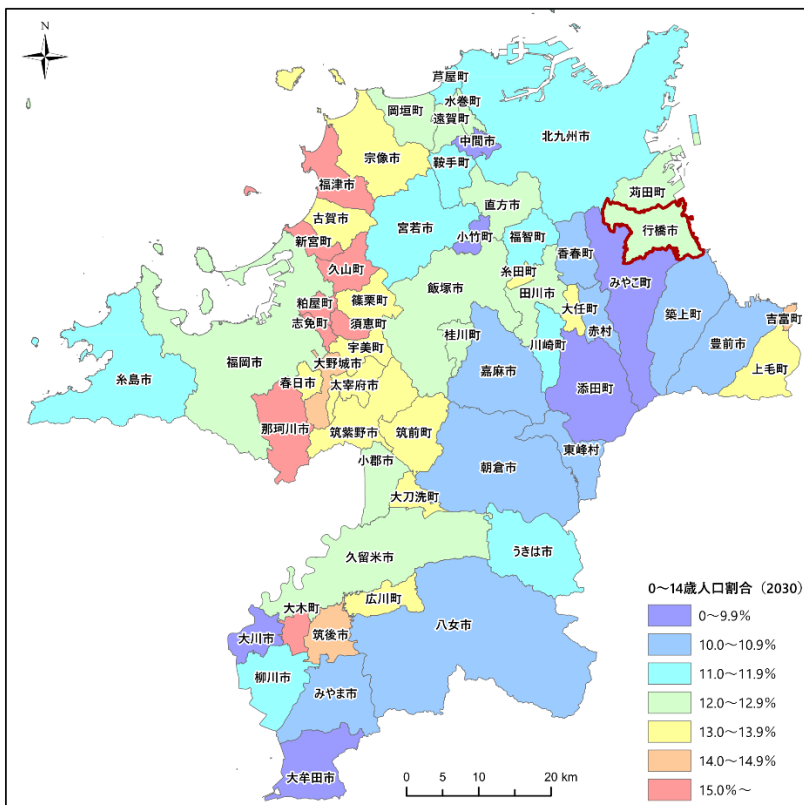 N
芦屋町
水巻町
岡垣町
遠賀町
北九州市
中間市
宗像市
鞍手町
福津市
苅田町
直方市
古賀市
行橋市
宮若市
小竹町
福智町
新宮町
香春町
久山町
糸田町
みやこ町
飯塚市
田川市
粕屋町
篠栗町
大任町
築上町
吉富町
志免町
須恵町
赤村
桂川町
川崎町
豊前市
宇美町
福岡市
大野城市
嘉麻市
上毛町
糸島市
春日市
太宰府市
添田町
那珂川市
筑紫野市
筑前町
東峰村
小郡市
朝倉市
大刀洗町
久留米市
うきは市
広川町
大木町
八女市
大川市
筑後市
柳川市
みやま市
大牟田市
0～14歳人口割合（2030）
0～9.9%
10.0～10.9%
11.0～11.9%
12.0～12.9%
13.0～13.9%
14.0～14.9%
15.0%～
0 5 10 20 km